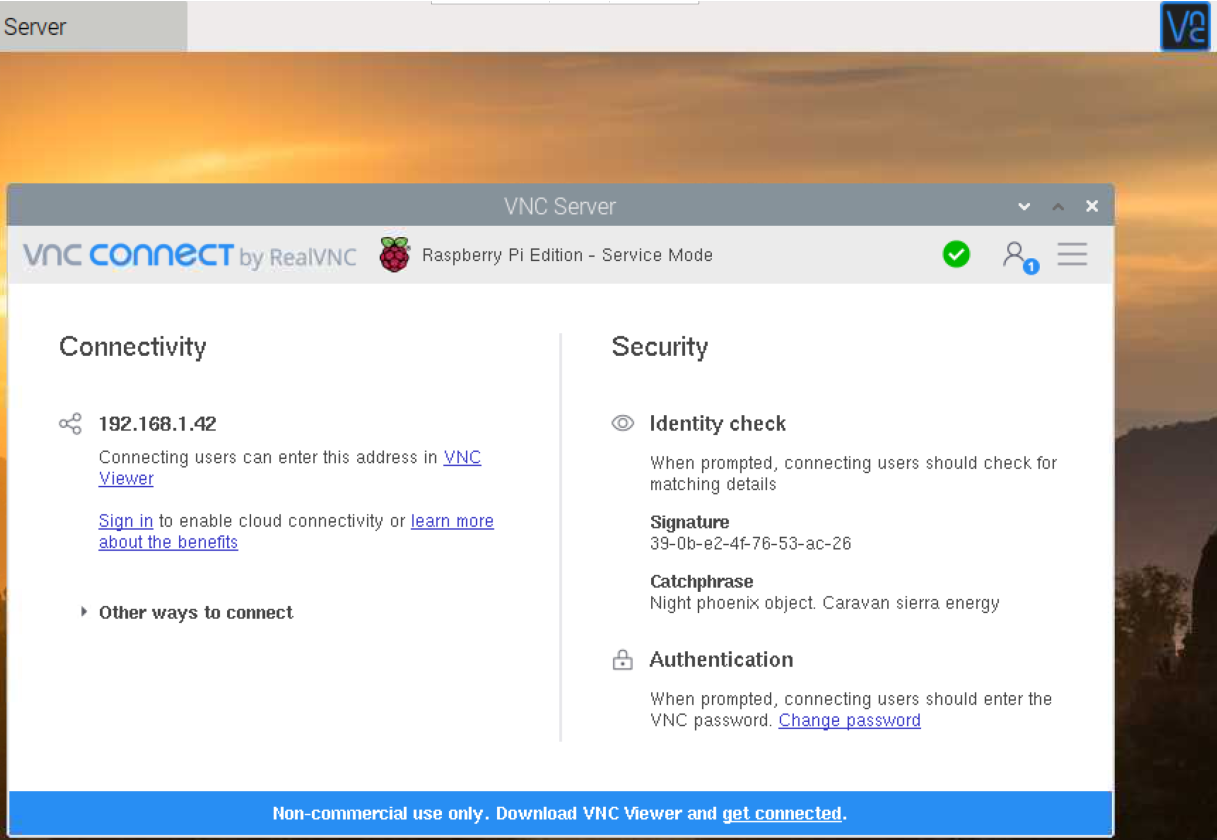 Server
VNC
VNC Server
VNC CONNECT by RealVNC Raspberry Pi Edition - Service Mode
1
Connectivity
192.168.1.42
Connecting users can enter this address in VNC
Viewer
Sign in to enable cloud connectivity or learn more
about the benefits
Other ways to connect
Security
Identity check
When prompted, connecting users should check for
matching details
Signature
39-0b-e2-4f-76-53-ac-26
Catchphrase
Night phoenix object. Caravan sierra energy
Authentication
When prompted, connecting users should enter the
VNC password. Change password
Non-commercial use only. Download VNC Viewer and get connected.